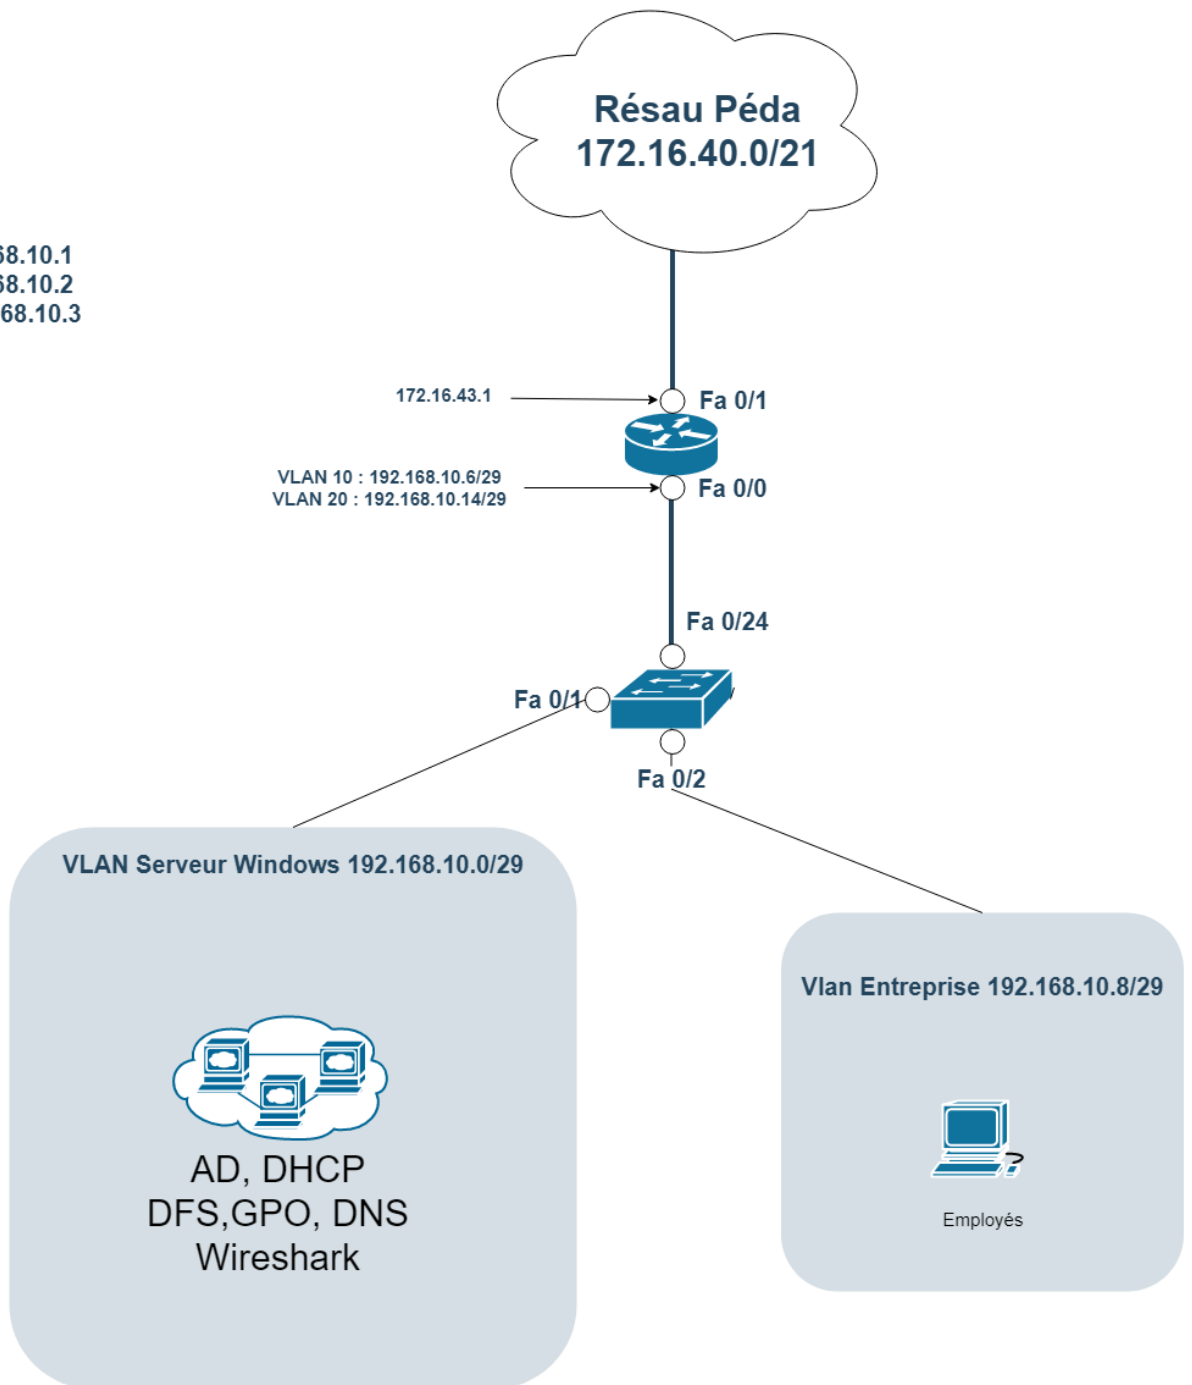 Résau Péda
172.16.40.0/21
68.10.1
68.10.2
68.10.3
172.16.43.1
Fa 0/1
VLAN 10 : 192.168.10.6/29
VLAN 20 : 192.168.10.14/29
Fa 0/0
Fa 0/24
Fa 0/1
Fa 0/2
VLAN Serveur Windows 192.168.10.0/29
Vlan Entreprise 192.168.10.8/29
AD, DHCP
DFS,GPO, DNS
Wireshark
Employés